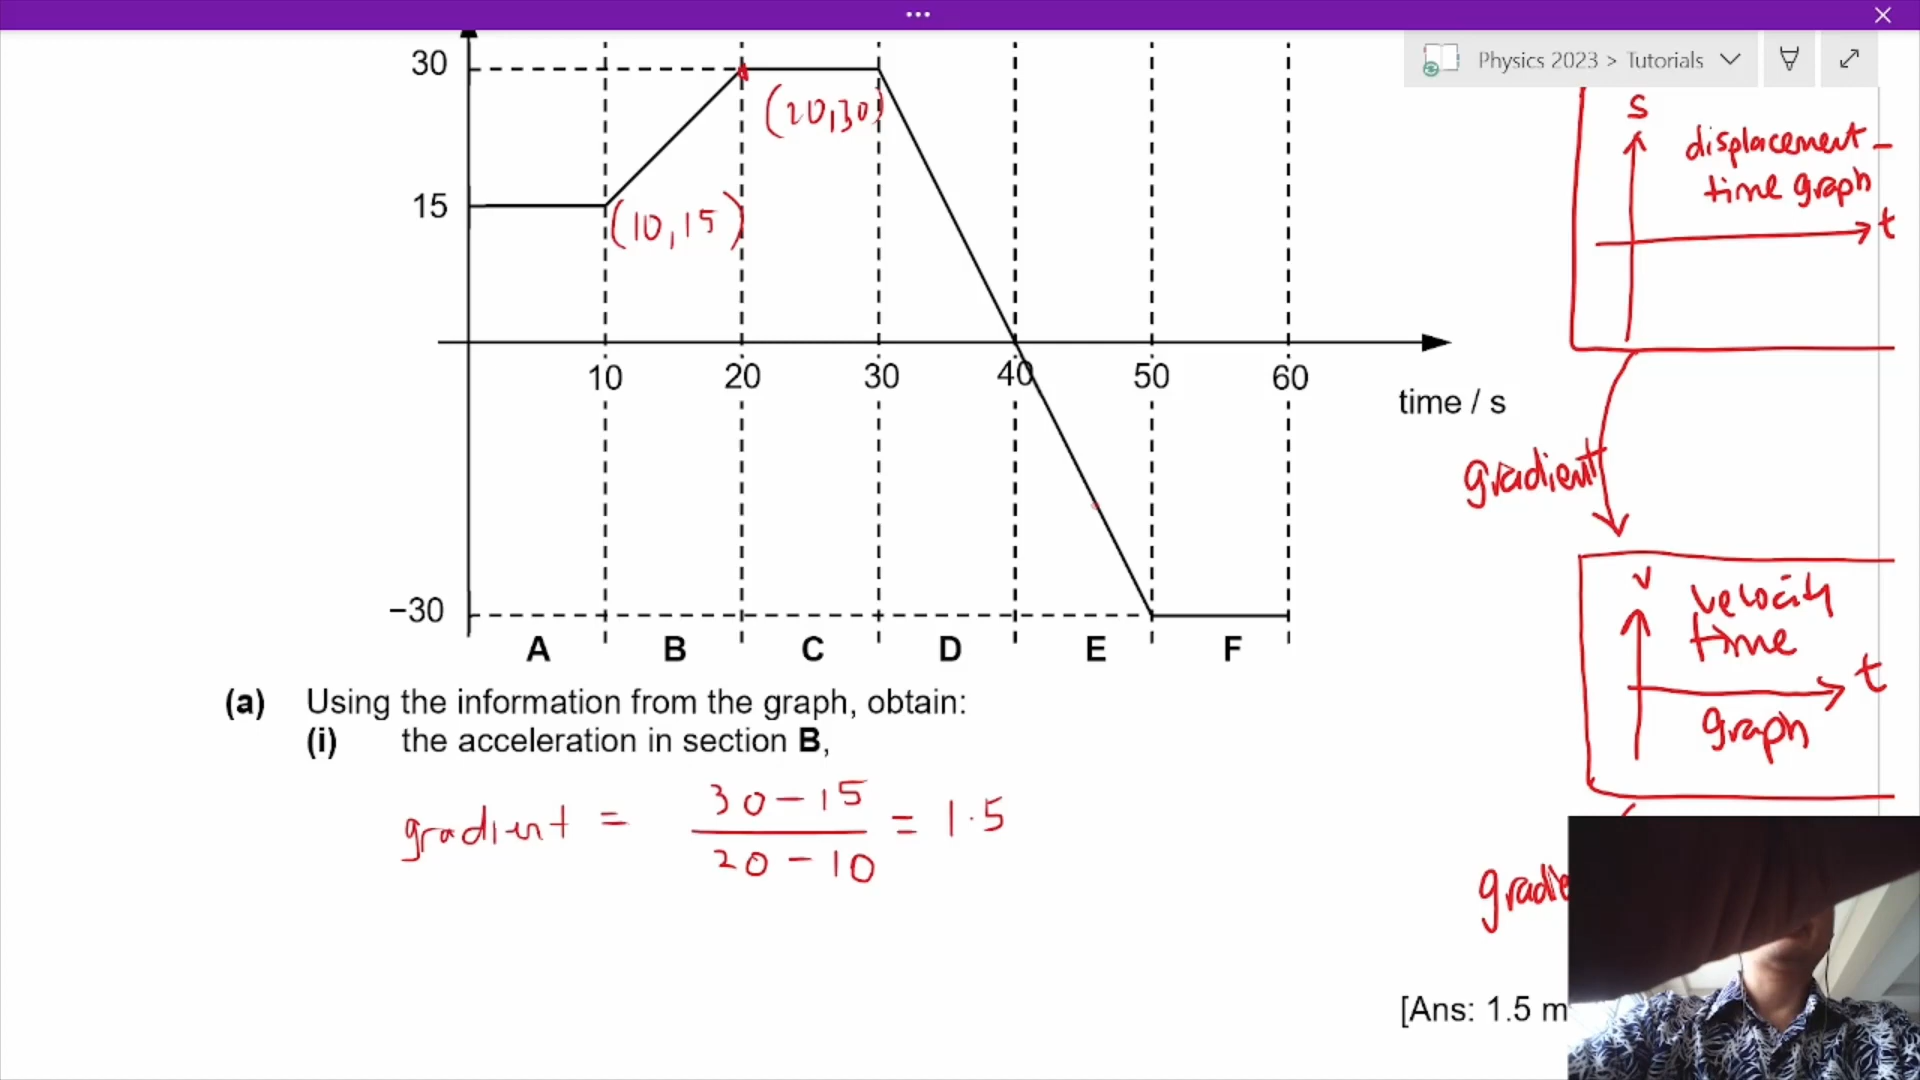 Physics 2023 > Tutorials
30
15
-30
(20,30)
(10,15)
10 20 30 40 50 60
time / s
A B C D E F
(a) Using the information from the graph, obtain:
(i) the acceleration in section B,
gradient = 30-15
20-10
= 1.5
s
displacement-
time graph
t
gradient
v
velocity
time
t
graph
[Ans: 1.5 m